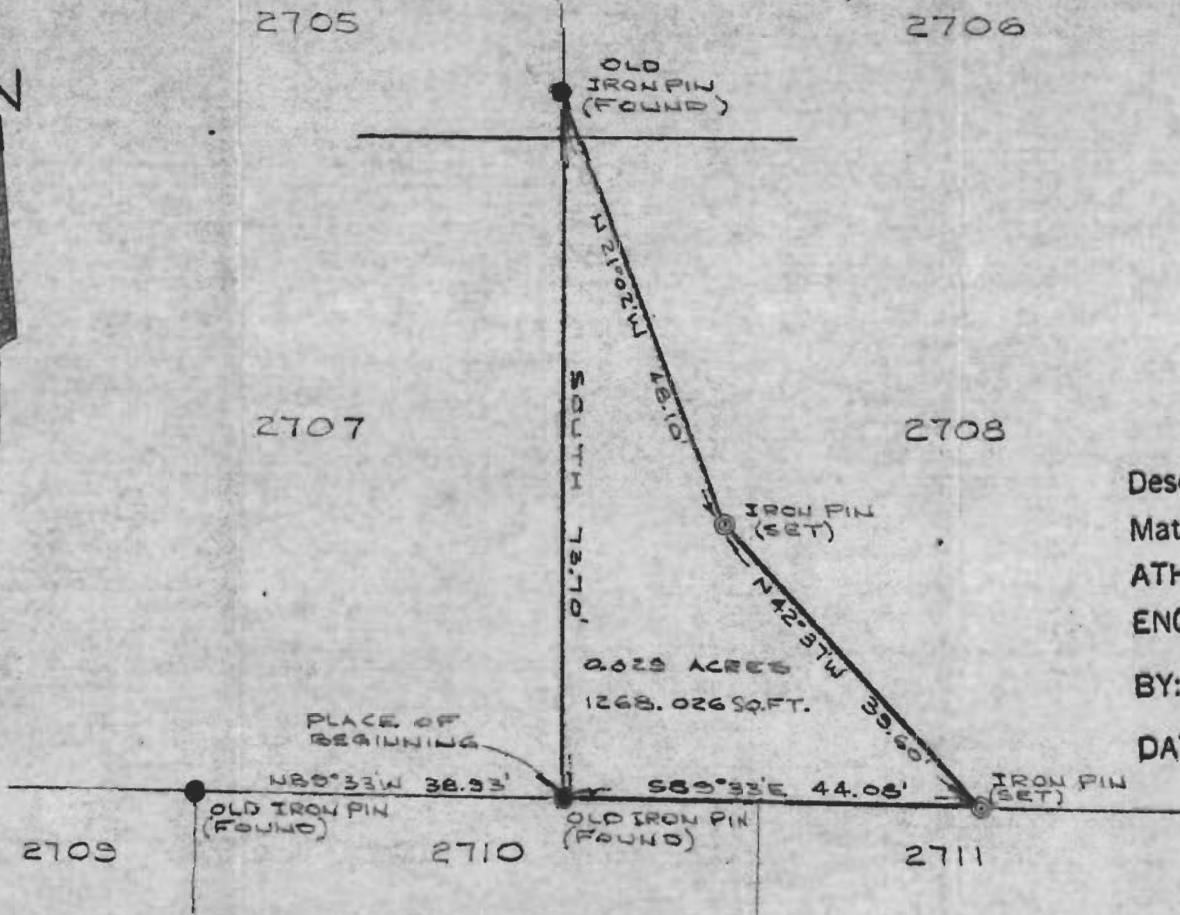 2705
2706
N
OLD
IRON PIN
(FOUND)
N 21°02'W 48.10'
SOUTH 73.70'
2707
2708
IRON PIN
(SET)
N 42°37'W 39.60'
0.029 ACRES
1268.026 SQ.FT.
PLACE OF
BEGINNING
N89°33'W 38.93'
S89°33'E 44.08'
IRON PIN
(SET)
OLD IRON PIN
(FOUND)
OLD IRON PIN
(FOUND)
2709
2710
2711
Des
Mat
ATH
EN
BY:
DA